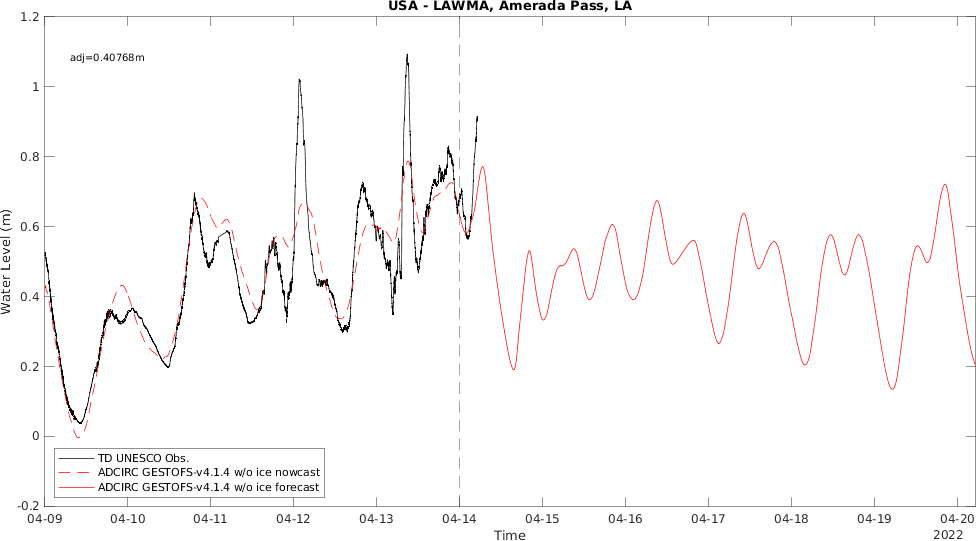 USA - LAWMA, Amerada Pass, LA
1.2
adj=0.40768m
1
0.8
0.6
0.4
0.2
0
-0.2
Water Level (m)
TD UNESCO Obs.
ADCIRC GESTOFS-v4.1.4 w/o ice nowcast
ADCIRC GESTOFS-v4.1.4 w/o ice forecast
04-09 04-10 04-11 04-12 04-13 04-14 04-15 04-16 04-17 04-18 04-19 04-20
Time
2022